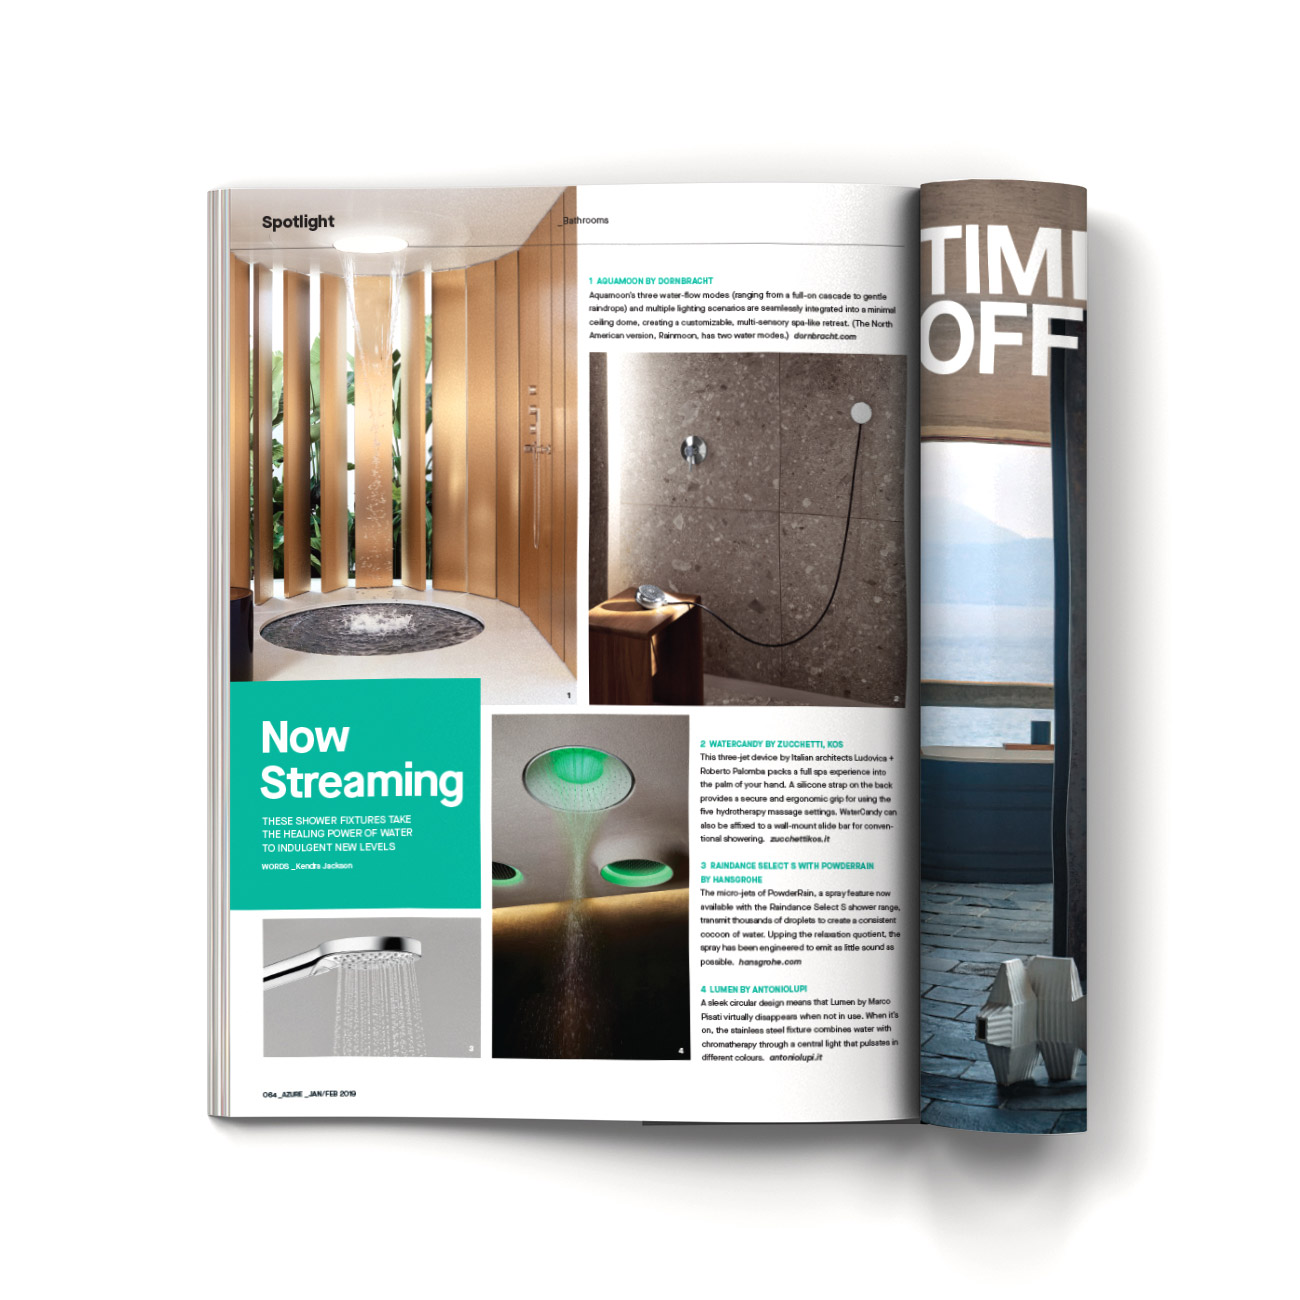 Spotlight
_Bathrooms
1 AQUAMOON BY DORNBRACHT
Aquamoon's three water-flow modes (ranging from a full-on cascade to gentle
raindrops) and multiple lighting scenarios are seamlessly integrated into a minimal
ceiling dome, creating a customizable, multi-sensory spa-like retreat. (The North
American version, Rainmoon, has two water modes.) dornbracht.com
1
2
Now
Streaming
THESE SHOWER FIXTURES TAKE
THE HEALING POWER OF WATER
TO INDULGENT NEW LEVELS
WORDS _Kendra Jackson
3
4
2 WATERCANDY BY ZUCCHETTI, KOS
This three-jet device by Italian architects Ludovica +
Roberto Palomba packs a full spa experience into
the palm of your hand. A silicone strap on the back
provides a secure and ergonomic grip for using the
five hydrotherapy massage settings. WaterCandy can
also be affixed to a wall-mount slide bar for conven-
tional showering. zucchettikos.it
3 RAINDANCE SELECT S WITH POWDERRAIN
BY HANSGROHE
The micro-jets of PowderRain, a spray feature now
available with the Raindance Select S shower range,
transmit thousands of droplets to create a consistent
cocoon of water. Upping the relaxation quotient, the
spray has been engineered to emit as little sound as
possible. hansgrohe.com
4 LUMEN BY ANTONIOLUPI
A sleek circular design means that Lumen by Marco
Pisati virtually disappears when not in use. When it's
on, the stainless steel fixture combines water with
chromatherapy through a central light that pulsates in
different colours. antoniolupi.it
064 _AZURE _JAN/FEB 2019
TIM
OFF